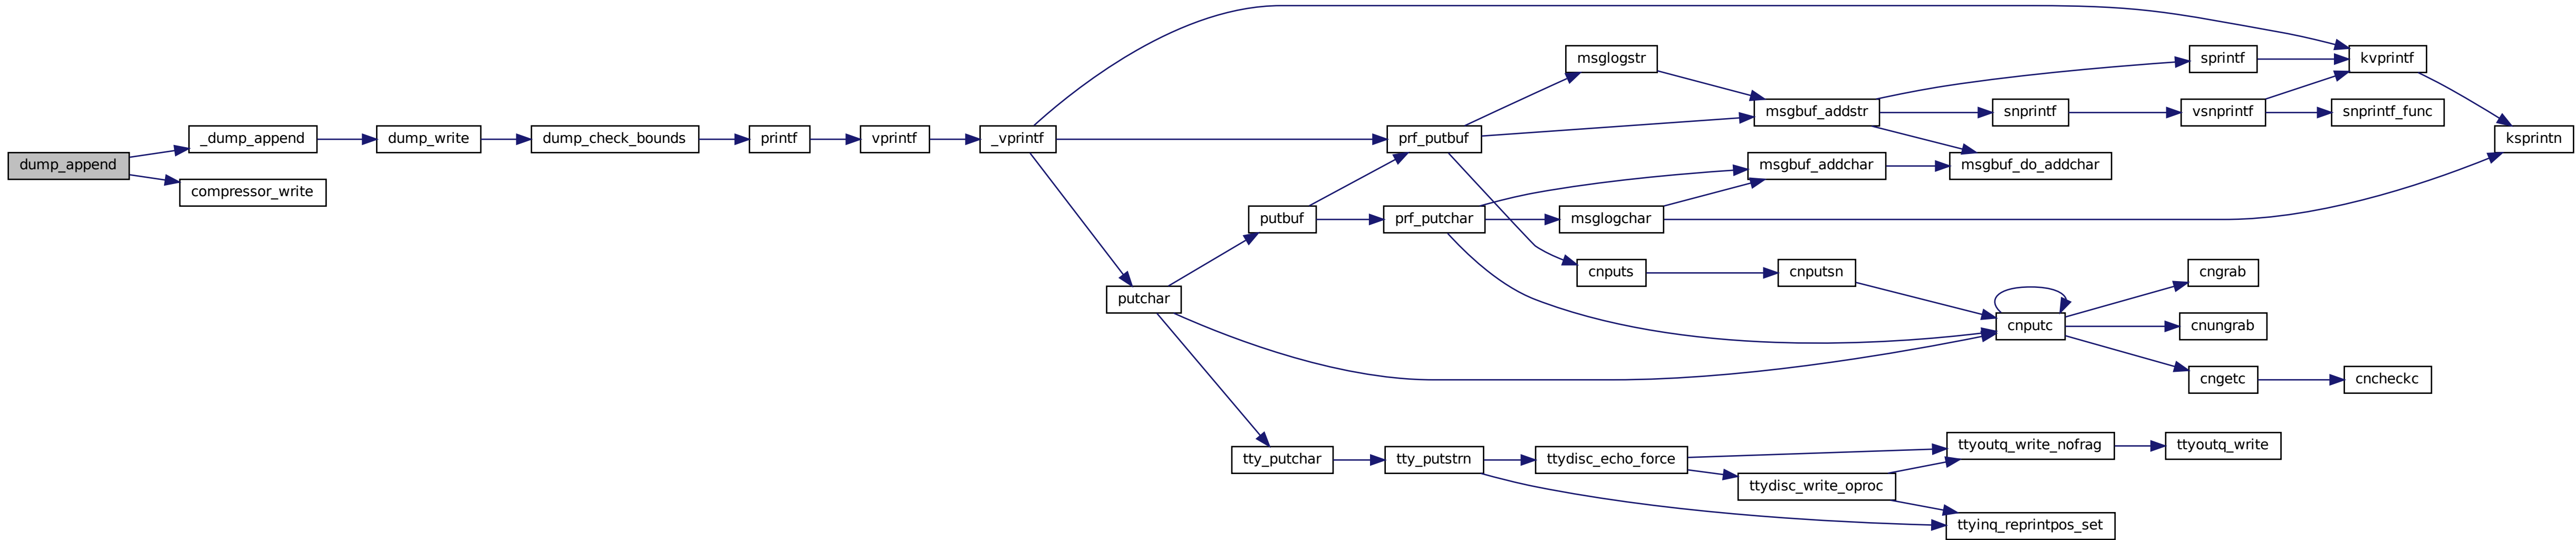 dump_append
_dump_append
compressor_write
dump_write
dump_check_bounds
printf
vprintf
_vprintf
putchar
putbuf
tty_putchar
prf_putbuf
prf_putchar
tty_putstrn
msglogstr
msglogchar
cnputs
ttydisc_echo_force
msgbuf_addstr
msgbuf_addchar
cnputsn
ttydisc_write_oproc
snprintf
msgbuf_do_addchar
cnputc
ttyoutq_write_nofrag
ttyinq_reprintpos_set
sprintf
vsnprintf
cngrab
cnungrab
cngetc
ttyoutq_write
kvprintf
snprintf_func
cncheckc
ksprintn